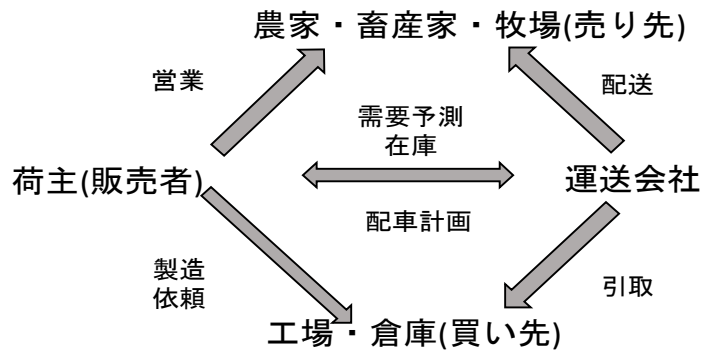 農家・畜産家・牧場(売り先)
営業
配送
需要予測
在庫
荷主(販売者)
運送会社
配車計画
製造
依頼
引取
工場・倉庫(買い先)